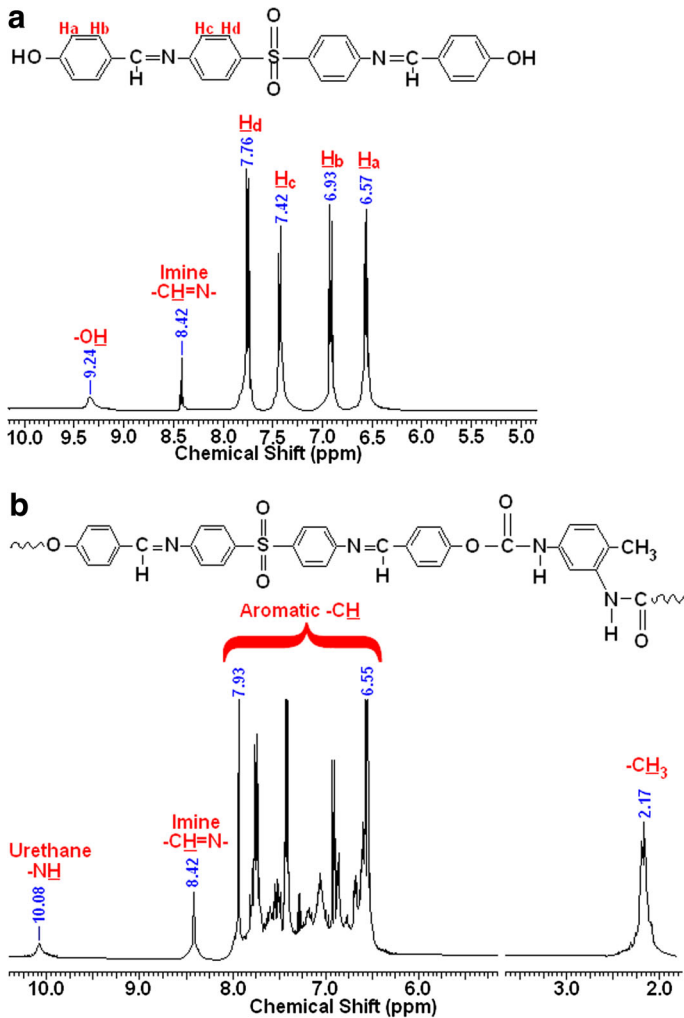 a
Ha Hb Hc Hd
O
HO C=N S N=C OH
H O H
Hd
7.76
Hc
7.42
Hb
6.93
Ha
6.57
Imine
-CH=N-
8.42
-OH
9.24
10.0 9.5 9.0 8.5 8.0 7.5 7.0 6.5 5.5 5.0
Chemical Shift (ppm)
b
O
O C=N S N=C O C N CH3
H O H H
N C
H O
Aromatic -CH
7.93
6.55
-CH3
2.17
Imine
-CH=N-
8.42
Urethane
-NH
10.08
10.0 8.0 7.0 6.0 3.0 2.0
Chemical Shift (ppm)